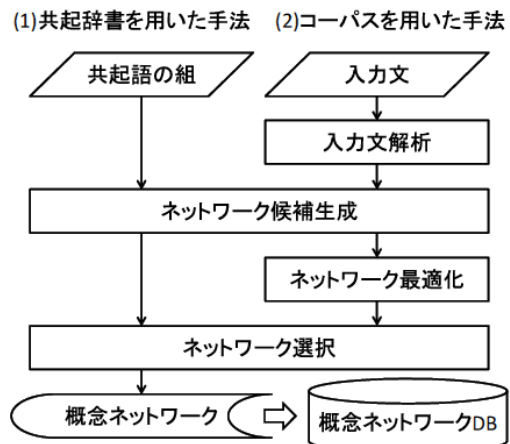 (1)共起辞書を用いた手法 (2)コーパスを用いた手法
共起語の組 入力文
入力文解析
ネットワーク候補生成
ネットワーク最適化
ネットワーク選択
概念ネットワーク 概念ネットワークDB